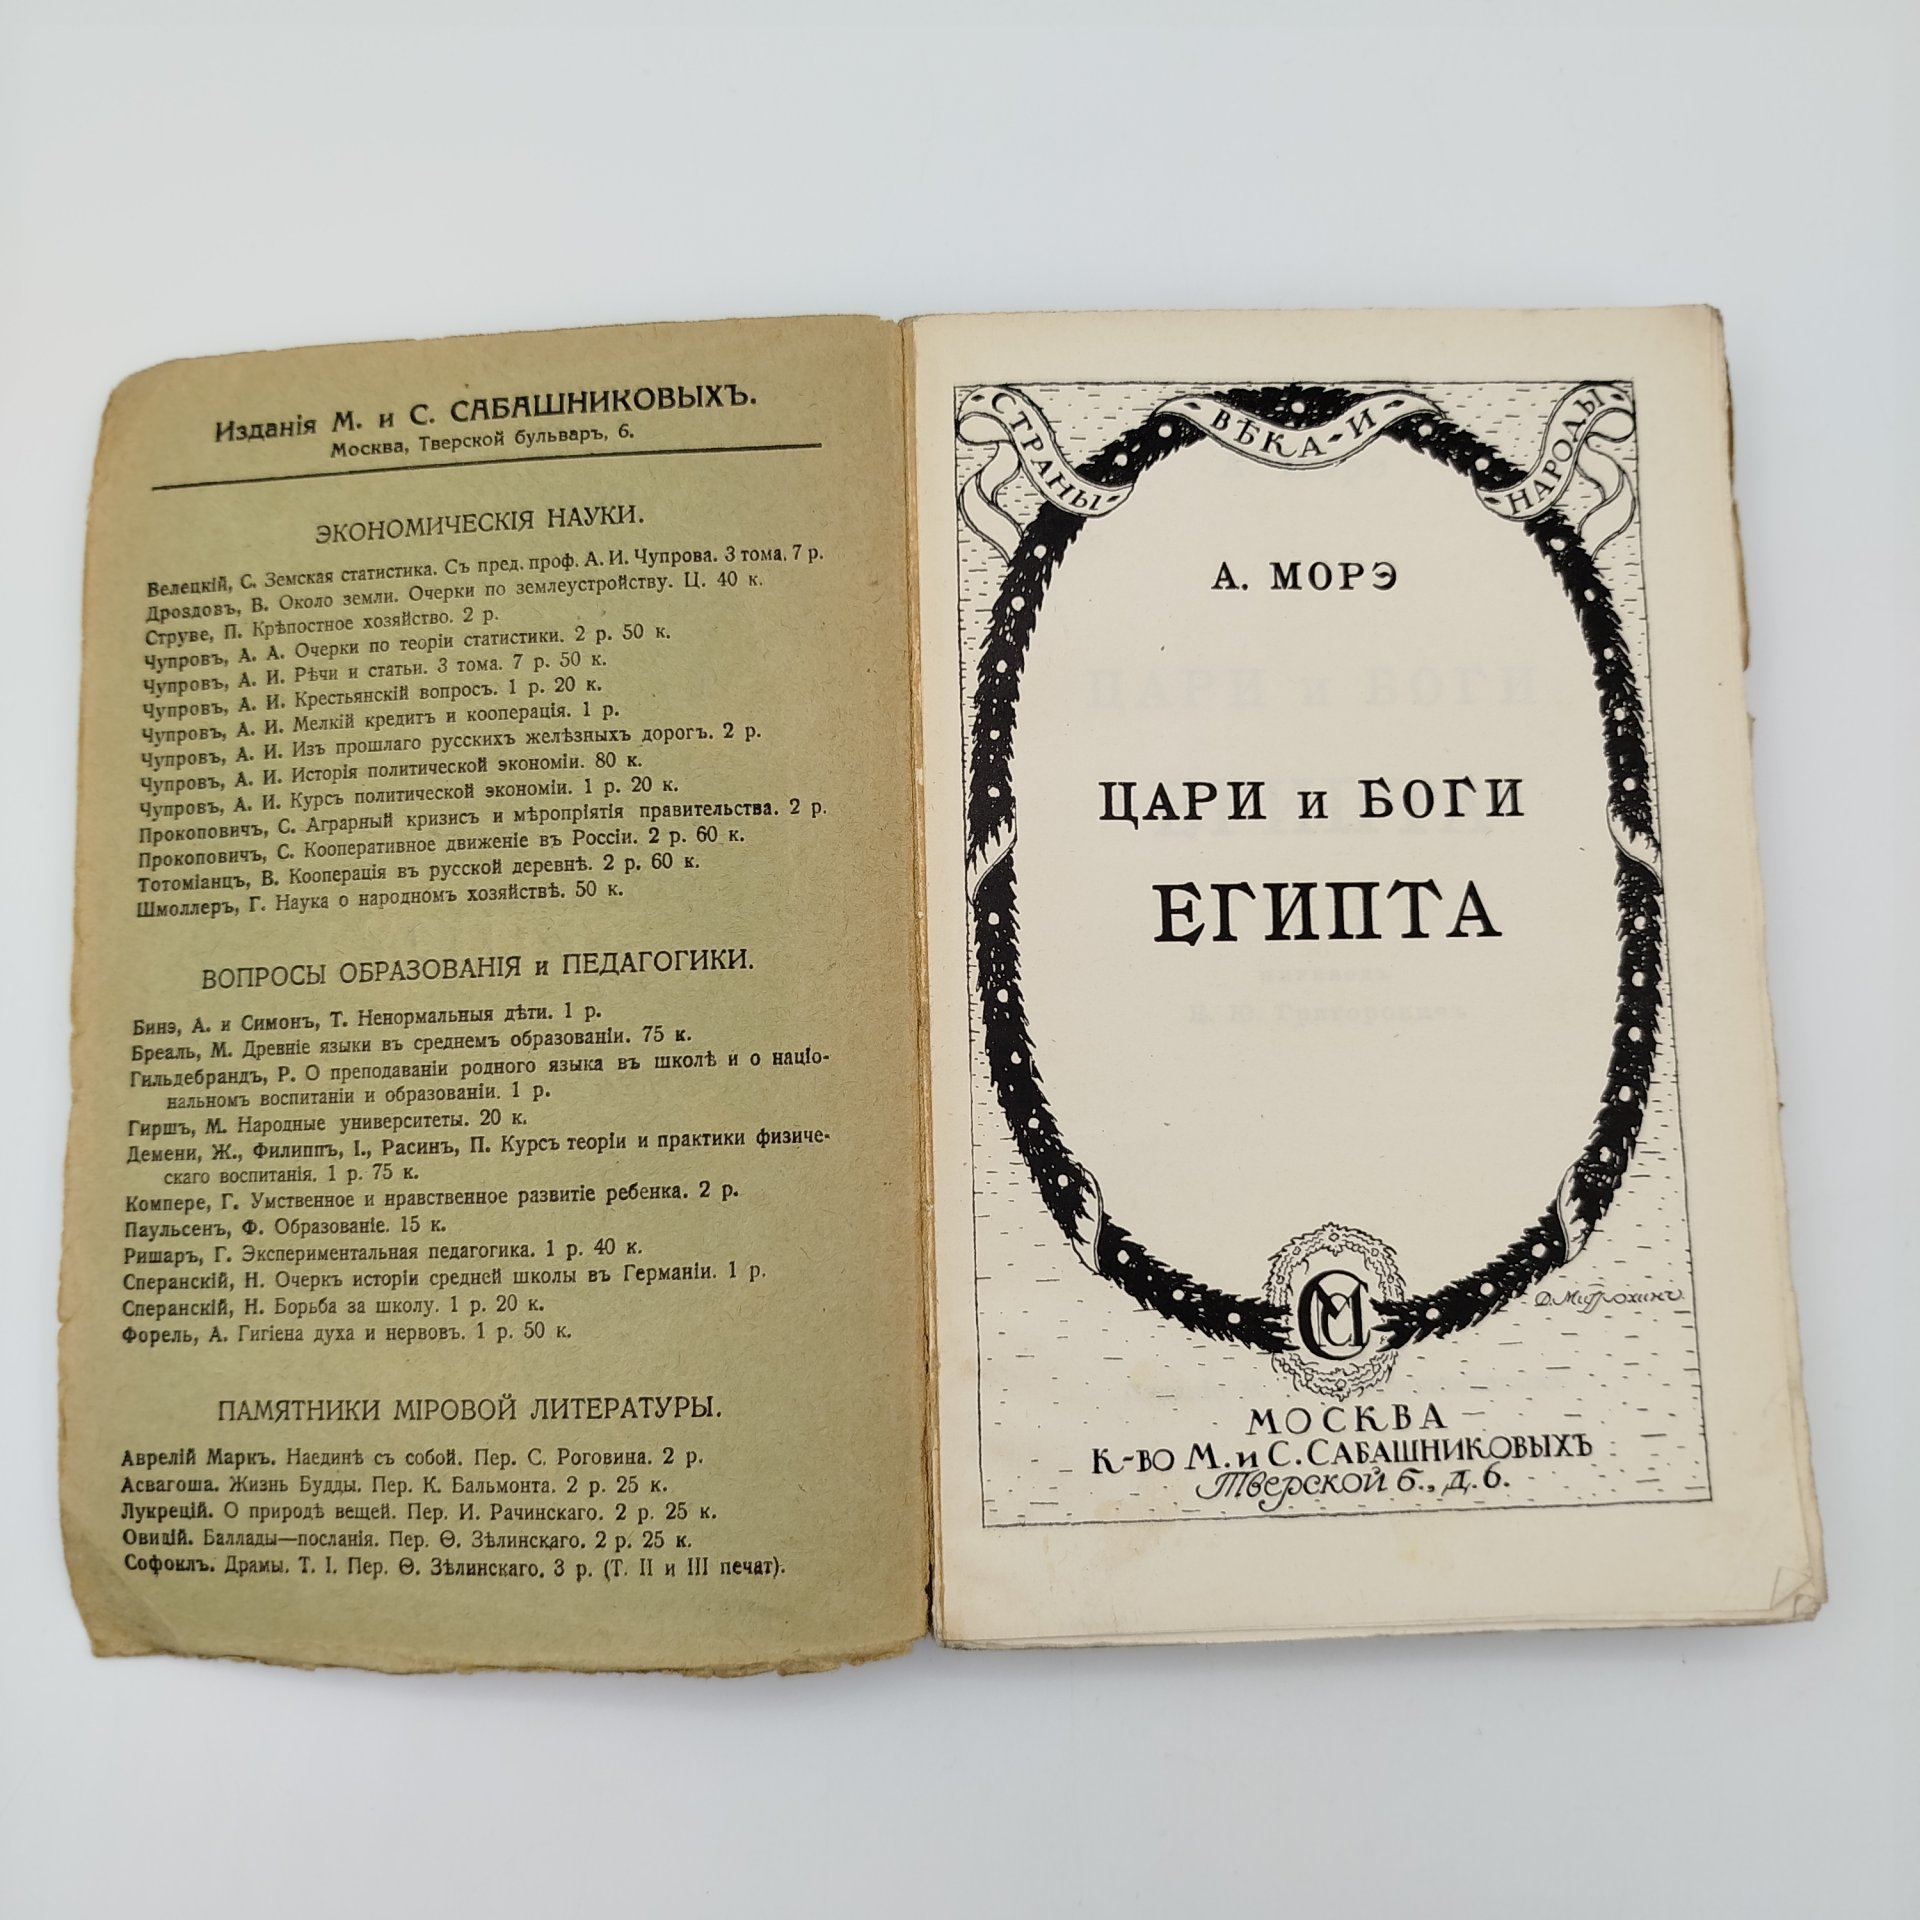 Изданія М. и С. САБАШНИКОВЫХЪ.
Москва, Тверской бульваръ, 6.
ЭКОНОМИЧЕСКІЯ НАУКИ.
Велецкій, С. Земская статистика. Съ пред. проф. А. И. Чупрова. 3 тома. 7 р.
Дроздовъ, В. Около земли. Очерки по землеустройству. Ц. 40 к.
Струве, П. Крѣпостное хозяйство. 2 р.
Чупровъ, А. А. Очерки по теоріи статистики. 2 р. 50 к.
Чупровъ, А. И. Рѣчи и статьи. 3 тома. 7 р. 50 к.
Чупровъ, А. И. Крестьянскій вопросъ. 1 р. 20 к.
Чупровъ, А. И. Мелкій кредитъ и кооперація. 1 р.
Чупровъ, А. И. Изъ прошлаго русскихъ желѣзныхъ дорогъ. 2 р.
Чупровъ, А. И. Исторія политической экономіи. 80 к.
Чупровъ, А. И. Курсъ политической экономіи. 1 р. 20 к.
Прокоповичъ, С. Аграрный кризисъ и мѣропріятія правительства. 2 р.
Прокоповичъ, С. Кооперативное движеніе въ Россіи. 2 р. 60 к.
Тотоміанцъ, В. Кооперація въ русской деревнѣ. 2 р. 60 к.
Шмоллеръ, Г. Наука о народномъ хозяйствѣ. 50 к.
ВОПРОСЫ ОБРАЗОВАНІЯ и ПЕДАГОГИКИ.
Бинэ, А. и Симонъ, Т. Ненормальныя дѣти. 1 р.
Бреаль, М. Древніе языки въ среднемъ образованіи. 75 к.
Гильдебрандъ, Р. О преподаваніи родного языка въ школѣ и о націо-
нальномъ воспитаніи и образованіи. 1 р.
Гиршъ, М. Народные университеты. 20 к.
Демени, Ж., Филиппъ, І., Расинъ, П. Курсъ теоріи и практики физиче-
скаго воспитанія. 1 р. 75 к.
Компере, Г. Умственное и нравственное развитіе ребенка. 2 р.
Паульсенъ, Ф. Образованіе. 15 к.
Ришаръ, Г. Экспериментальная педагогика. 1 р. 40 к.
Сперанскій, Н. Очеркъ исторіи средней школы въ Германіи. 1 р.
Сперанскій, Н. Борьба за школу. 1 р. 20 к.
Форель, А. Гигіена духа и нервовъ. 1 р. 50 к.
ПАМЯТНИКИ МІРОВОЙ ЛИТЕРАТУРЫ.
Аврелій Маркъ. Наединѣ съ собой. Пер. С. Роговина. 2 р.
Асвагоша. Жизнь Будды. Пер. К. Бальмонта. 2 р. 25 к.
Лукрецій. О природѣ вещей. Пер. И. Рачинскаго. 2 р. 25 к.
Овидій. Баллады—посланія. Пер. Ѳ. Зѣлинскаго. 2 р. 25 к.
Софоклъ. Драмы. Т. I. Пер. Ѳ. Зѣлинскаго. 3 р. (Т. II и III печат).
СТРАНЫ ВѢКА-И НАРОДЫ
А. МОРЭ
ЦАРИ и БОГИ
ЕГИПТА
Д. Митрохинъ
МС
МОСКВА
К-ВО М. и С. САБАШНИКОВЫХЪ
Тверской б., д. 6.